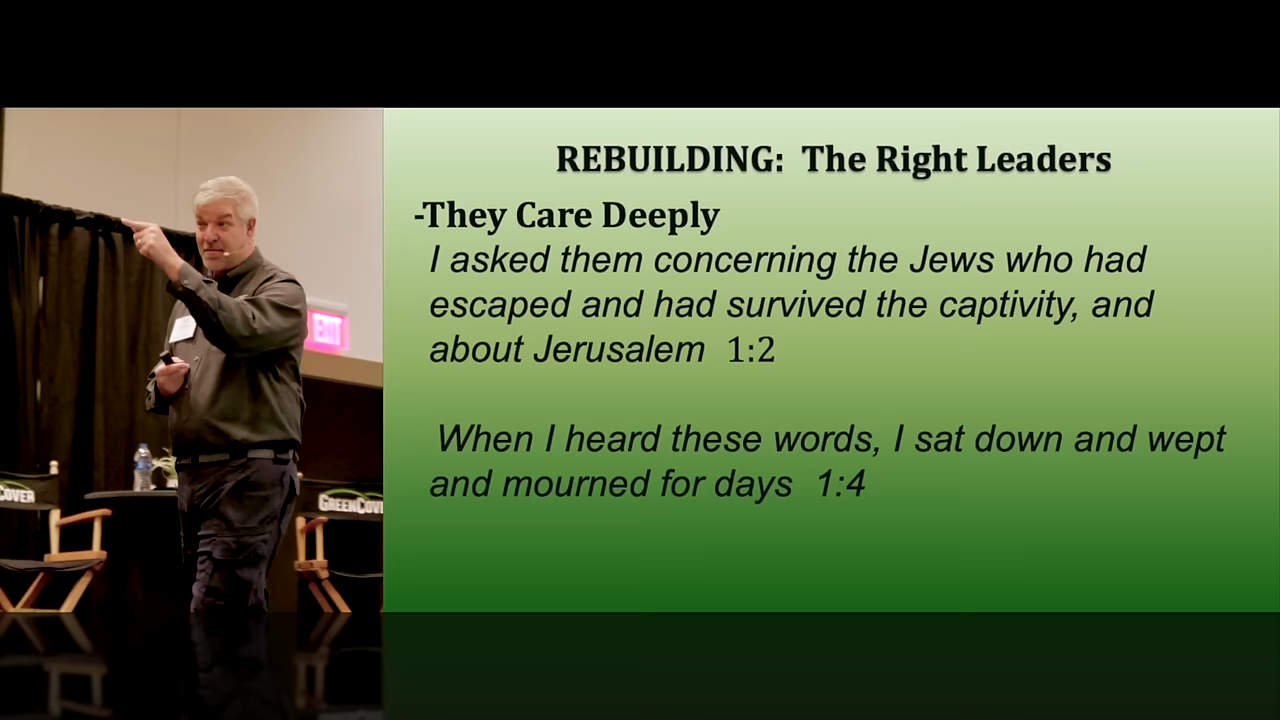 REBUILDING: The Right Leaders
-They Care Deeply
I asked them concerning the Jews who had
escaped and had survived the captivity, and
about Jerusalem 1:2
When I heard these words, I sat down and wept
and mourned for days 1:4
EXIT
COVER
GREENCOVE